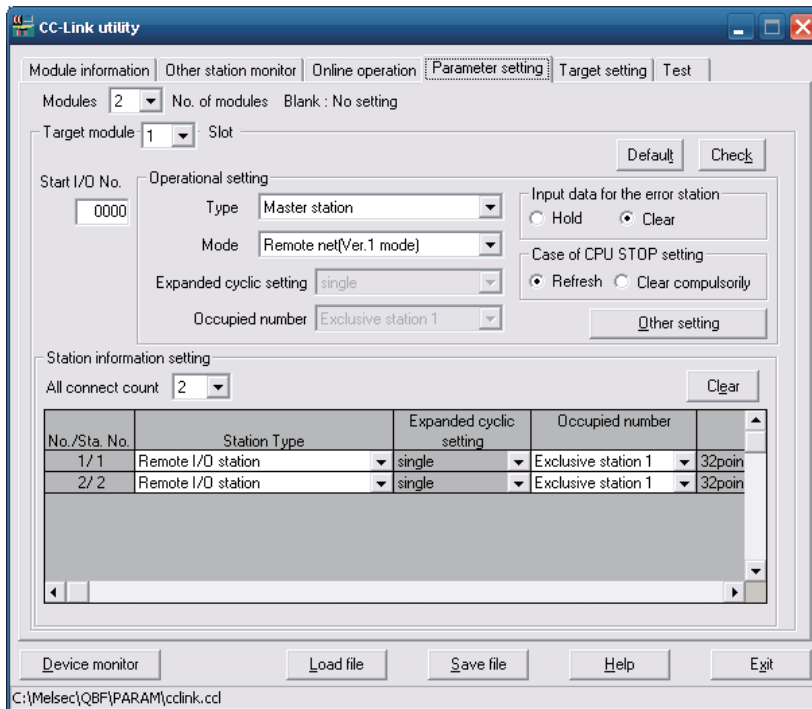 CC-Link utility
Module information Other station monitor Online operation Parameter setting Target setting Test
Modules 2 No. of modules Blank : No setting
Target module 1 Slot
Default Check
Start I/O No.
0000
Operational setting
Type Master station
Mode Remote net(Ver.1 mode)
Expanded cyclic setting single
Occupied number Exclusive station 1
Input data for the error station
Hold Clear
Case of CPU STOP setting
Refresh Clear compulsorily
Other setting
Station information setting
All connect count 2 Clear
No./Sta. No. Station Type Expanded cyclic setting Occupied number
1/ 1 Remote I/O station single Exclusive station 1 32poin
2/ 2 Remote I/O station single Exclusive station 1 32poin
Device monitor Load file Save file Help Exit
C:\Melsec\QBF\PARAM\cclink.ccl